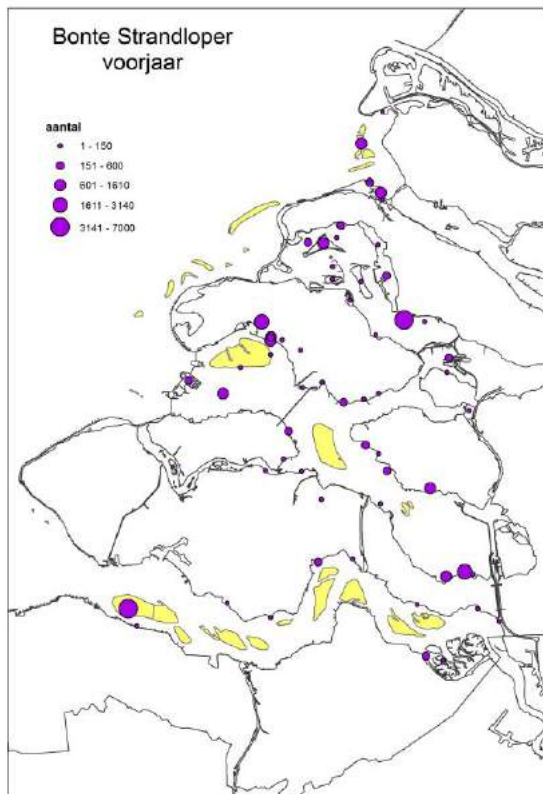 Bonte Strandloper
voorjaar
aantal
1 - 150
151 - 600
601 - 1610
1611 - 3140
3141 - 7000